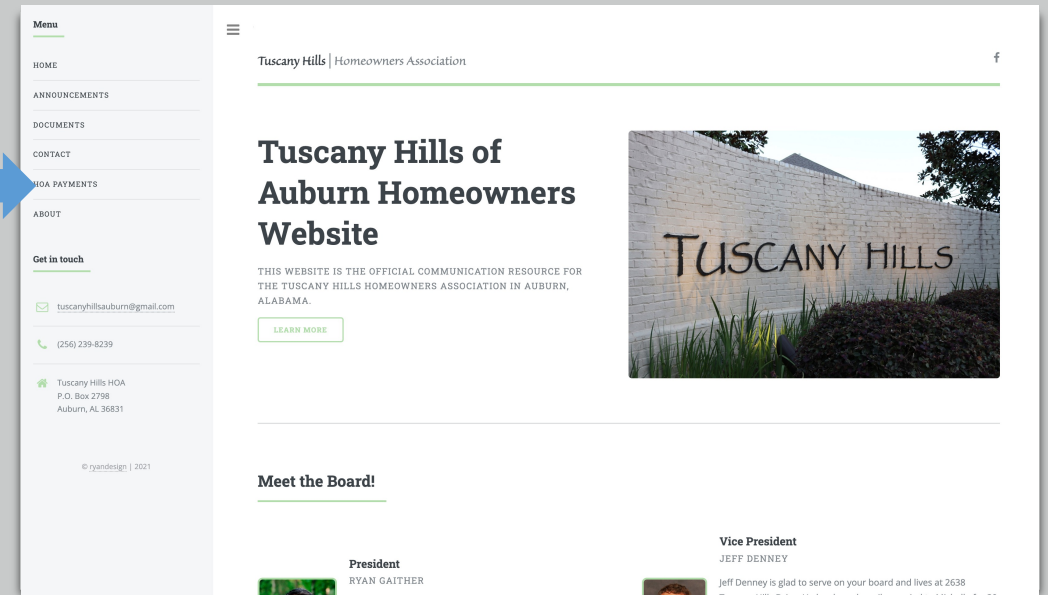 Menu
HOME
ANNOUNCEMENTS
DOCUMENTS
CONTACT
HOA PAYMENTS
ABOUT
Get in touch
tuscanyhillsauburn@gmail.com
(256) 239-8239
Tuscany Hills HOA
P.O. Box 2798
Auburn, AL 36831
© ryandesign | 2021
Tuscany Hills | Homeowners Association
f
Tuscany Hills of
Auburn Homeowners
Website
THIS WEBSITE IS THE OFFICIAL COMMUNICATION RESOURCE FOR
THE TUSCANY HILLS HOMEOWNERS ASSOCIATION IN AUBURN,
ALABAMA.
LEARN MORE
TUSCANY HILLS
Meet the Board!
President
RYAN GAITHER
Vice President
JEFF DENNEY
Jeff Denney is glad to serve on your board and lives at 2638